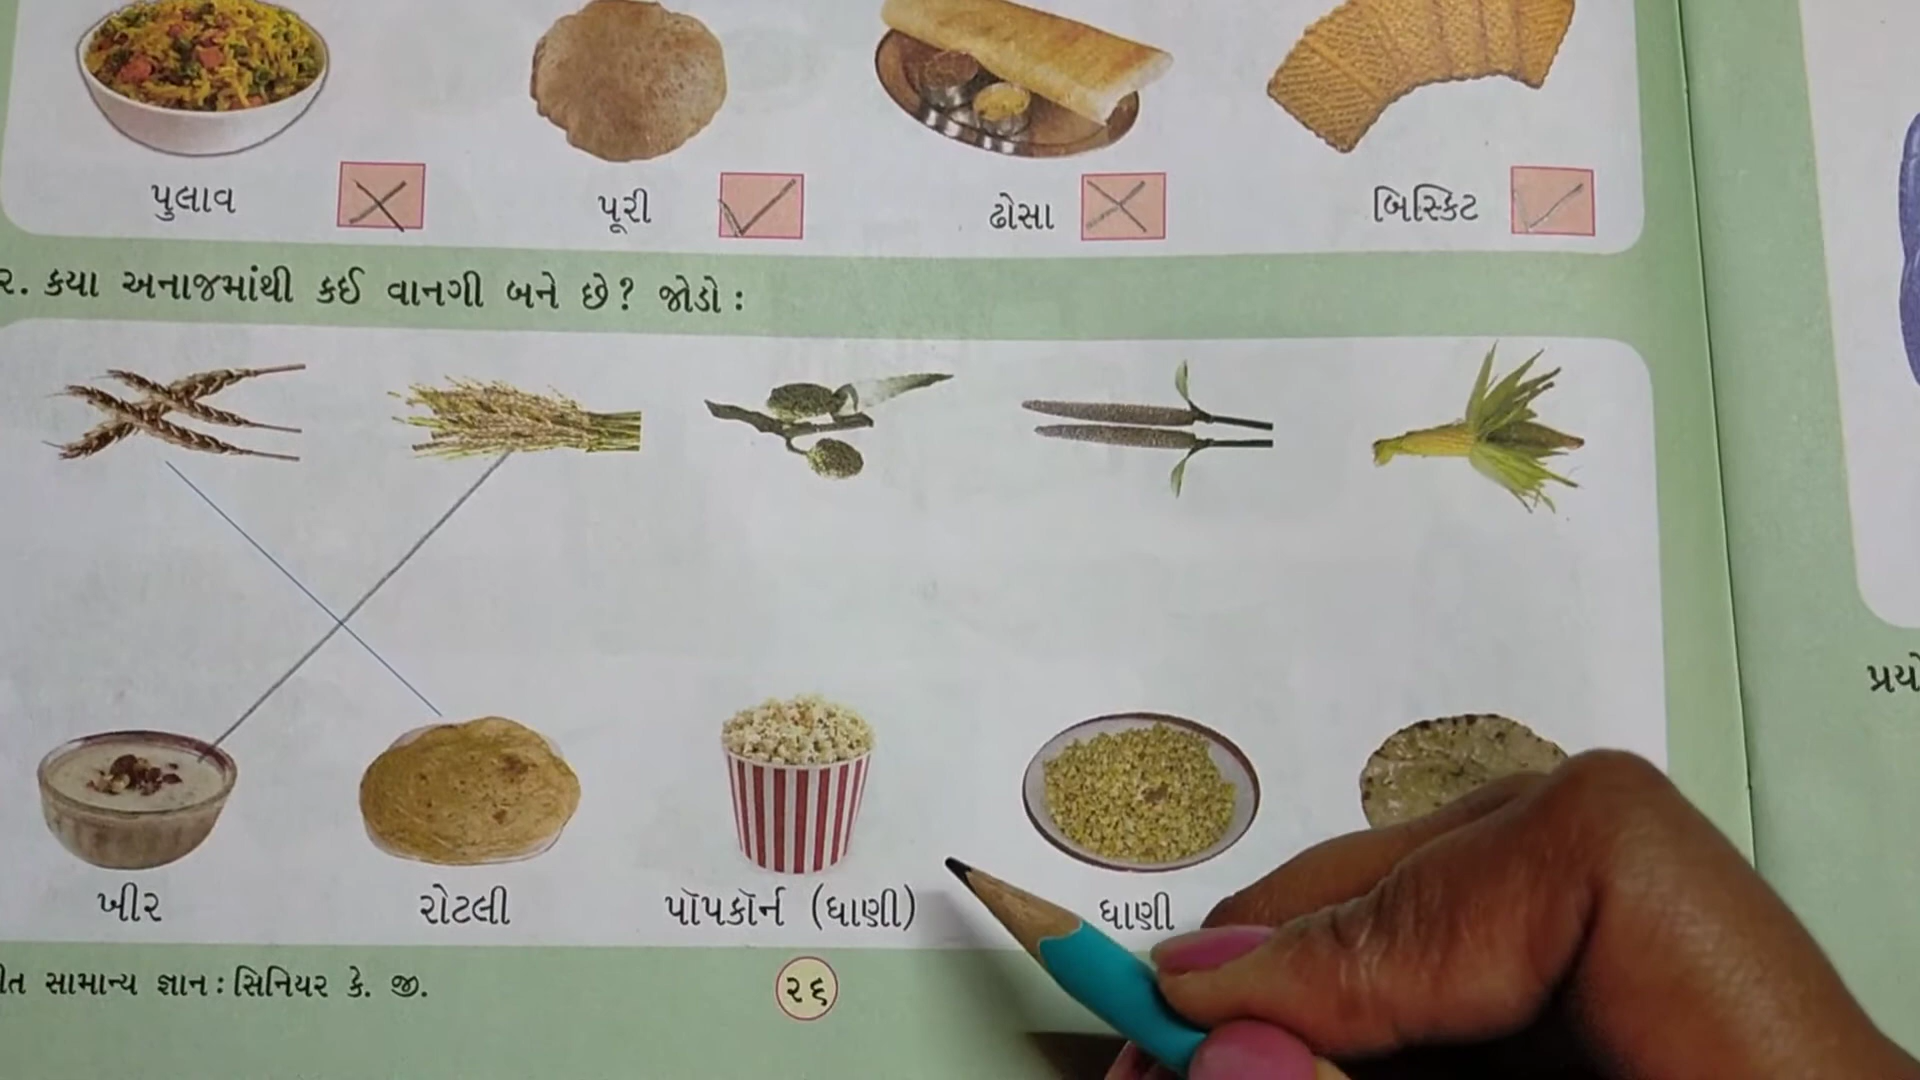 પુલાવ પૂરી ઢોસા બિસ્કિટ
૨. કયા અનાજમાંથી કઈ વાનગી બને છે? જોડો :
ખીર રોટલી પૉપકૉર્ન (ધાણી) ધાણી
સામાન્ય જ્ઞાન : સિનિયર કે. જી.
૨૬